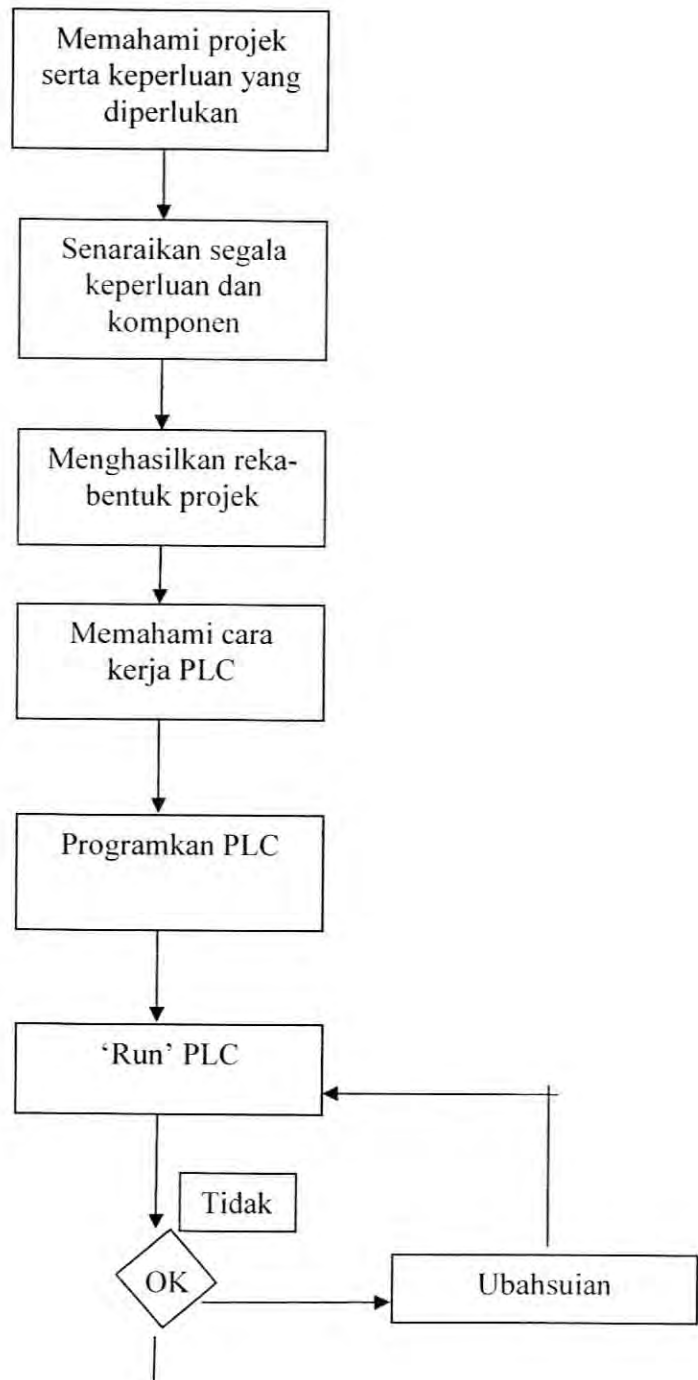 Memahami projek
serta keperluan yang
diperlukan
Senaraikan segala
keperluan dan
komponen
Menghasilkan reka-
bentuk projek
Memahami cara
kerja PLC
Programkan PLC
‘Run’ PLC
Tidak
OK
Ubahsuian